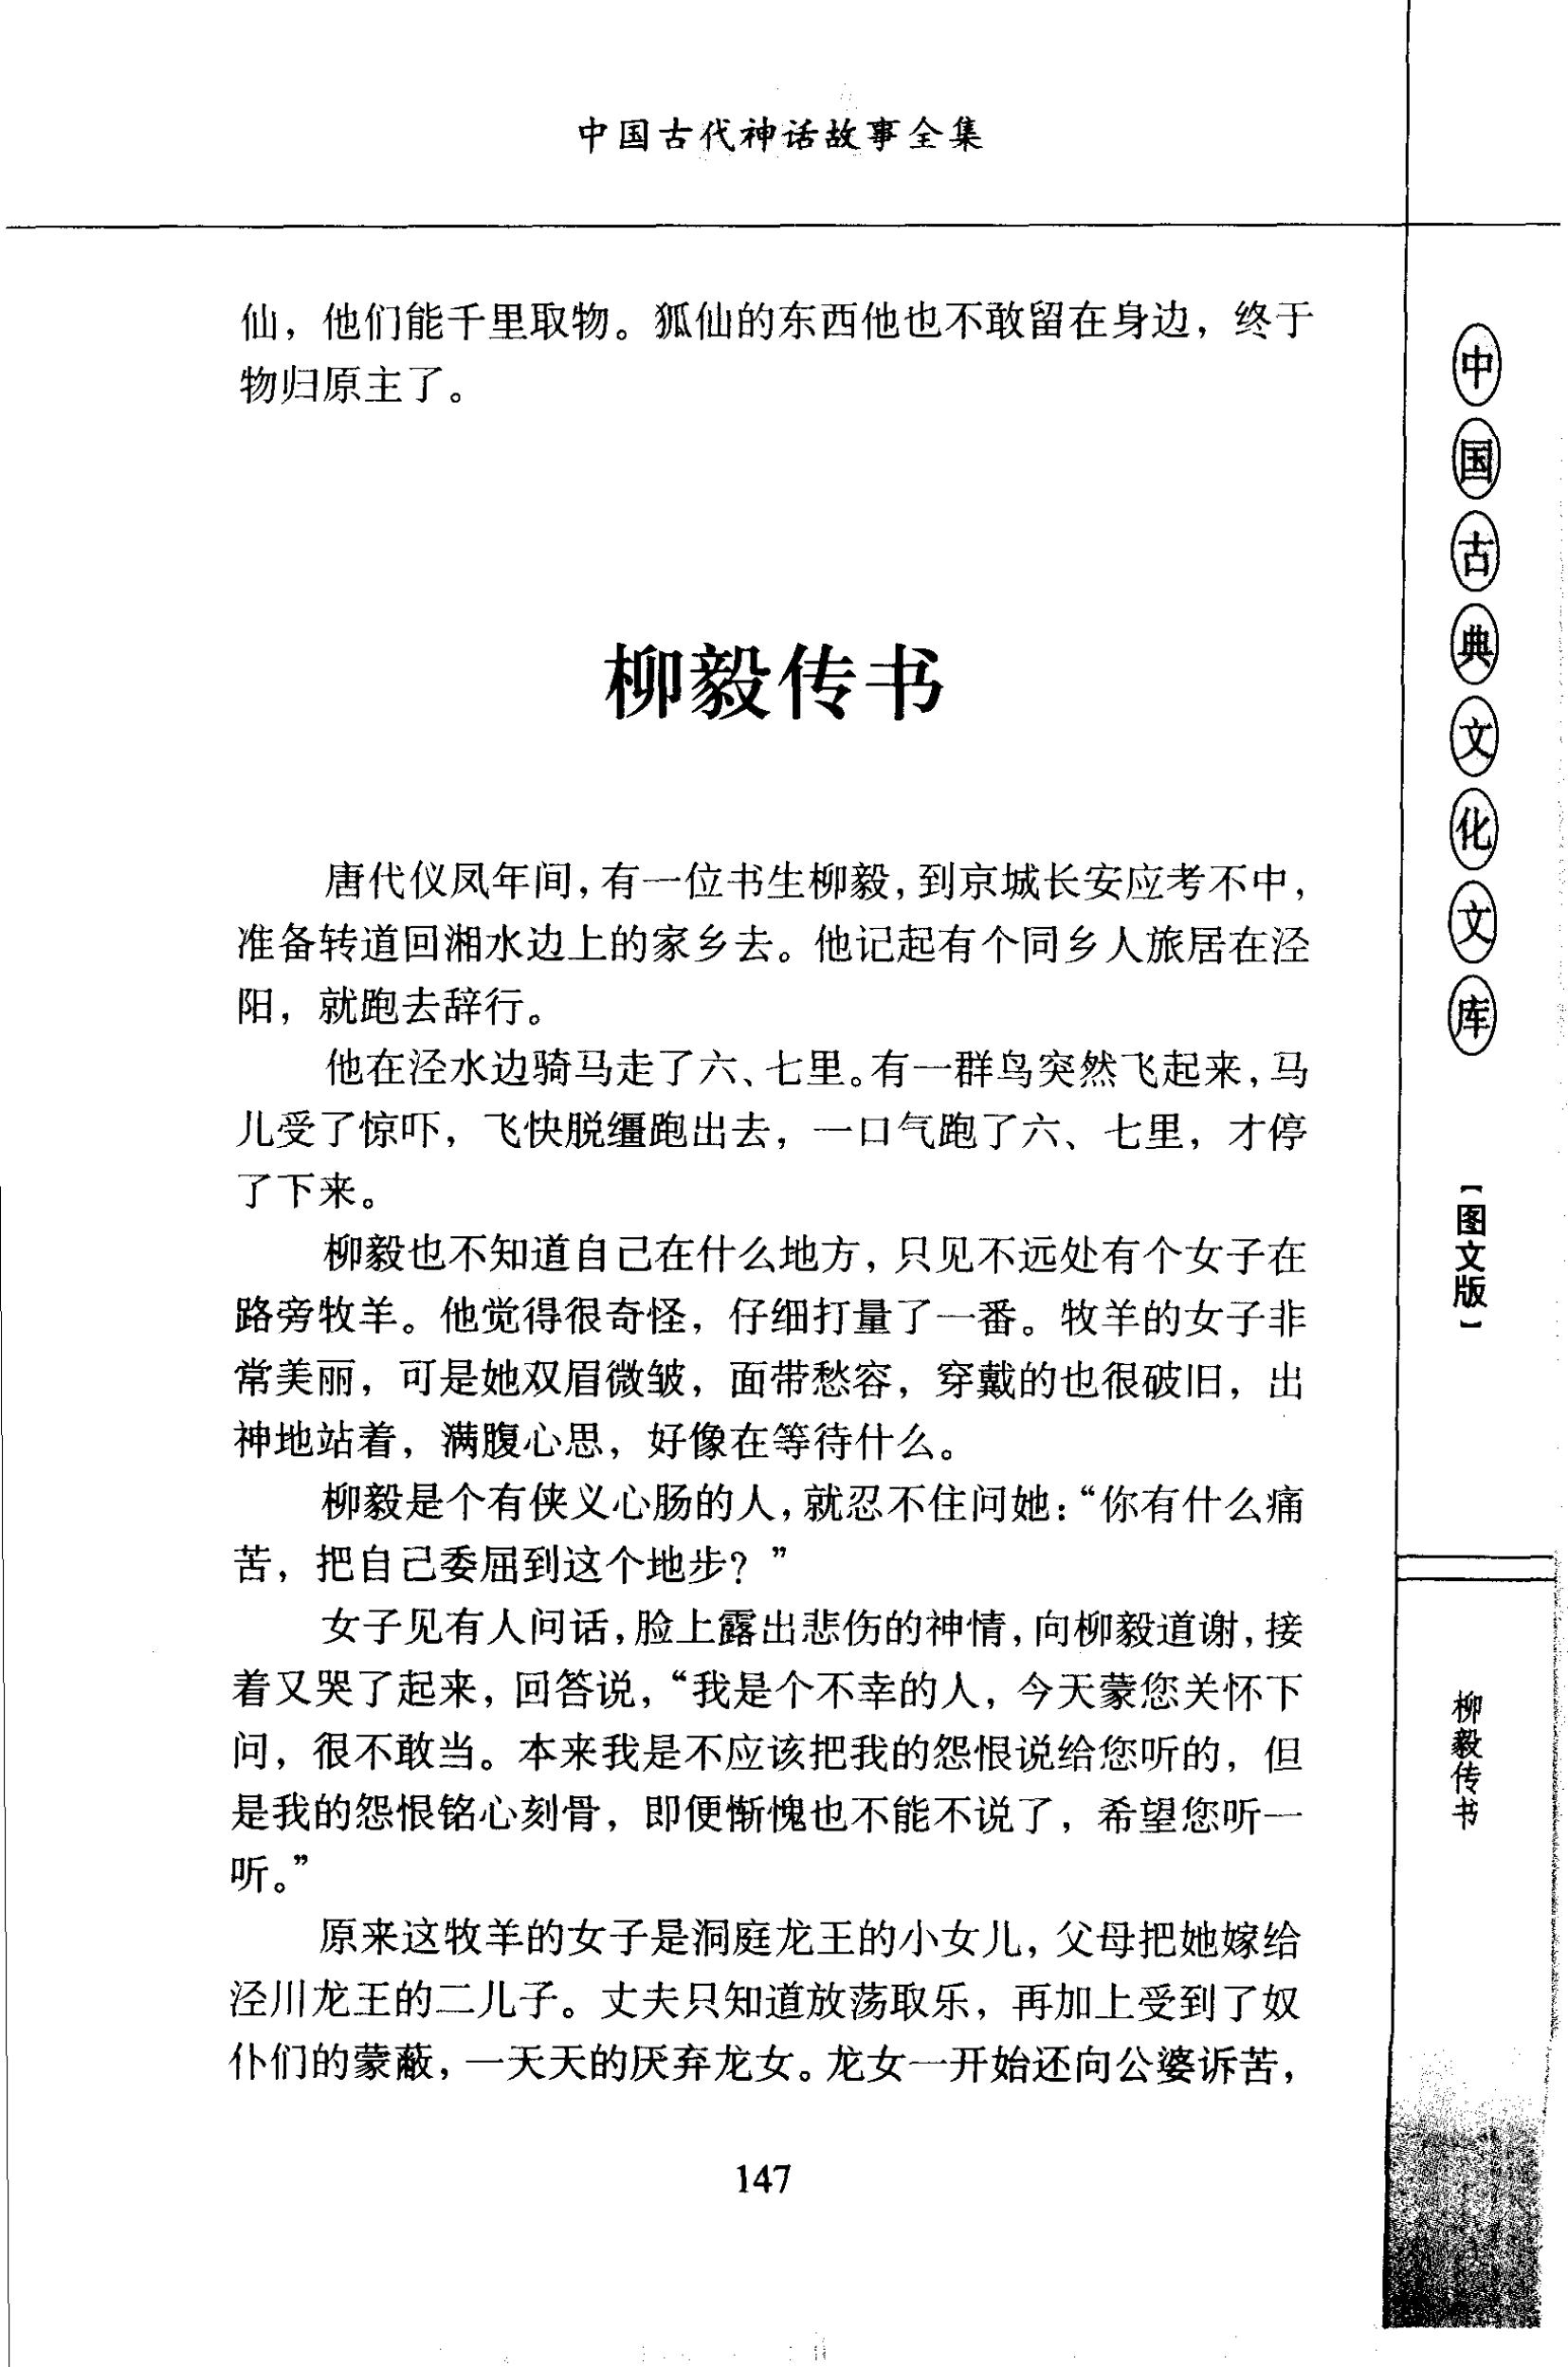 中国古代神话故事全集
仙，他们能千里取物。狐仙的东西他也不敢留在身边，终于
物归原主了。
柳毅传书
唐代仪凤年间，有一位书生柳毅，到京城长安应考不中，
准备转道回湘水边上的家乡去。他记起有个同乡人旅居在泾
阳，就跑去辞行。
他在泾水边骑马走了六、七里。有一群鸟突然飞起来，马
儿受了惊吓，飞快脱缰跑出去，一口气跑了六、七里，才停
了下来。
柳毅也不知道自己在什么地方，只见不远处有个女子在
路旁牧羊。他觉得很奇怪，仔细打量了一番。牧羊的女子非
常美丽，可是她双眉微皱，面带愁容，穿戴的也很破旧，出
神地站着，满腹心思，好像在等待什么。
柳毅是个有侠义心肠的人，就忍不住问她：“你有什么痛
苦，把自己委屈到这个地步？”
女子见有人问话，脸上露出悲伤的神情，向柳毅道谢，接
着又哭了起来，回答说，“我是个不幸的人，今天蒙您关怀下
问，很不敢当。本来我是不应该把我的怨恨说给您听的，但
是我的怨恨铭心刻骨，即便惭愧也不能不说了，希望您听一
听。”
原来这牧羊的女子是洞庭龙王的小女儿，父母把她嫁给
泾川龙王的二儿子。丈夫只知道放荡取乐，再加上受到了奴
仆们的蒙蔽，一天天的厌弃龙女。龙女一开始还向公婆诉苦，
147
中国古典文化文库
【图文版】
柳毅传书